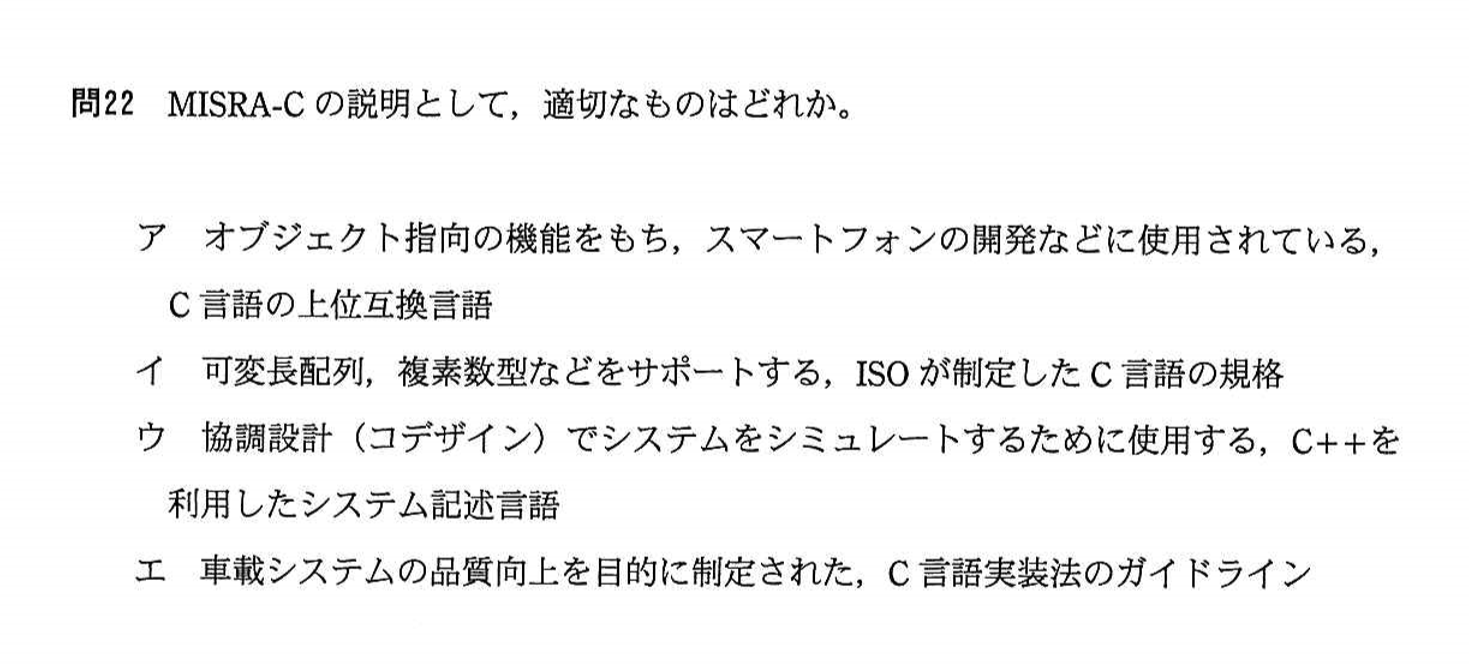 問22 MISRA-C の説明として，適切なものはどれか。
ア オブジェクト指向の機能をもち，スマートフォンの開発などに使用されている，
C 言語の上位互換言語
イ 可変長配列，複素数型などをサポートする，ISO が制定した C 言語の規格
ウ 協調設計（コデザイン）でシステムをシミュレートするために使用する，C++を
利用したシステム記述言語
エ 車載システムの品質向上を目的に制定された，C 言語実装法のガイドライン